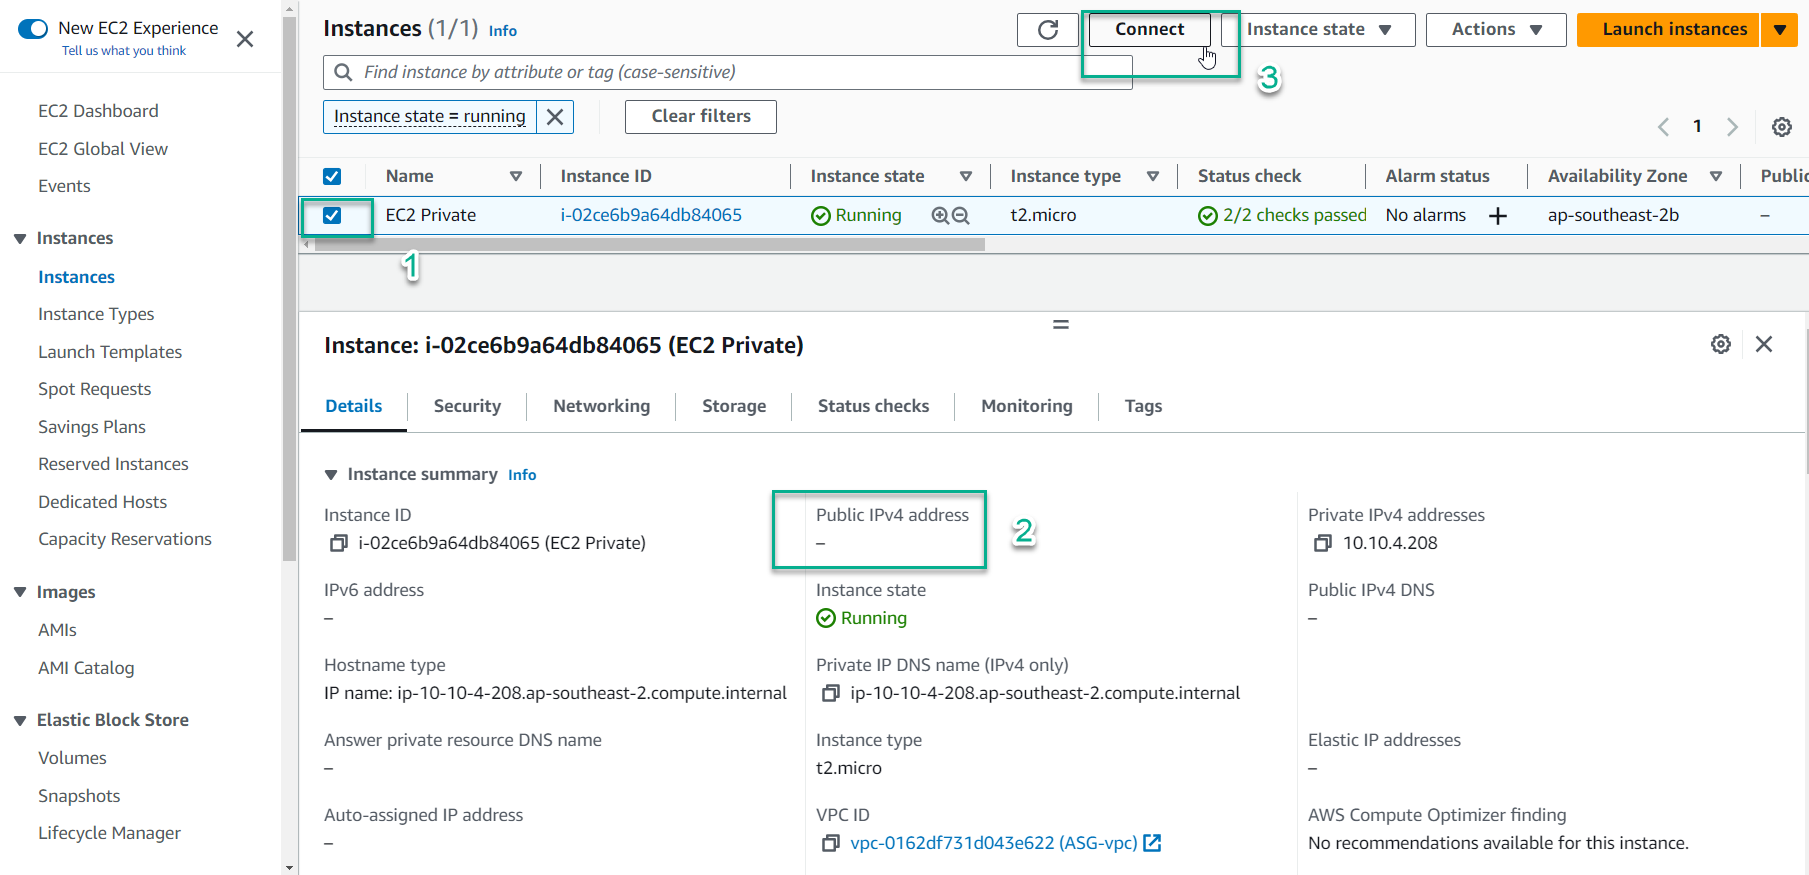 New EC2 Experience
Tell us what you think
EC2 Dashboard
EC2 Global View
Events
Instances
Instances
Instance Types
Launch Templates
Spot Requests
Savings Plans
Reserved Instances
Dedicated Hosts
Capacity Reservations
Images
AMIs
AMI Catalog
Elastic Block Store
Volumes
Snapshots
Lifecycle Manager
Instances (1/1) Info
Connect
Instance state
Actions
Launch instances
3
Find instance by attribute or tag (case-sensitive)
Instance state = running
Clear filters
1
Name Instance ID Instance state Instance type Status check Alarm status Availability Zone Public
EC2 Private i-02ce6b9a64db84065 Running t2.micro 2/2 checks passed No alarms ap-southeast-2b –
1
Instance: i-02ce6b9a64db84065 (EC2 Private)
Details Security Networking Storage Status checks Monitoring Tags
Instance summary Info
Instance ID
i-02ce6b9a64db84065 (EC2 Private)
Public IPv4 address
–
2
Private IPv4 addresses
10.10.4.208
IPv6 address
–
Instance state
Running
Public IPv4 DNS
–
Hostname type
IP name: ip-10-10-4-208.ap-southeast-2.compute.internal
Private IP DNS name (IPv4 only)
ip-10-10-4-208.ap-southeast-2.compute.internal
Answer private resource DNS name
–
Instance type
t2.micro
Elastic IP addresses
–
Auto-assigned IP address
–
VPC ID
vpc-0162df731d043e622 (ASG-vpc)
AWS Compute Optimizer finding
No recommendations available for this instance.